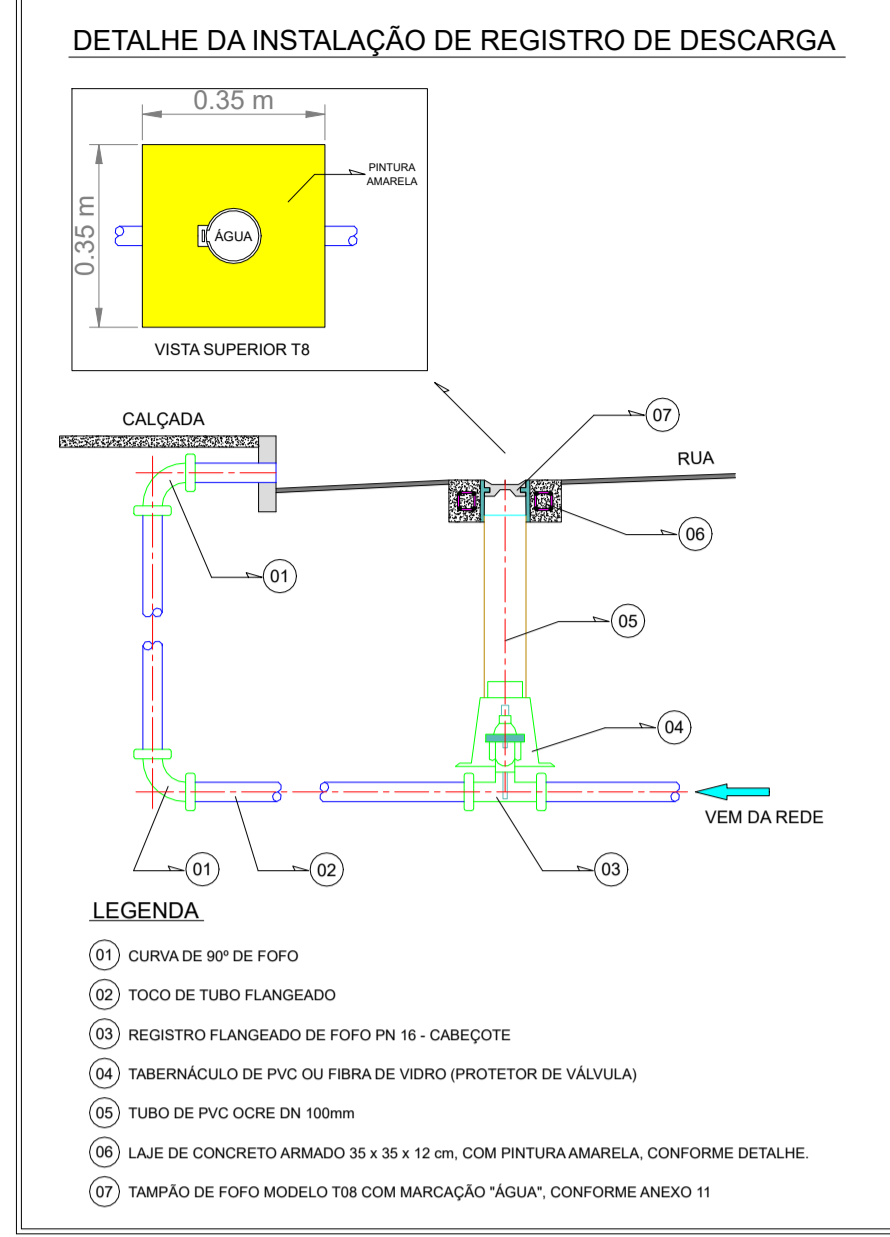 DETALHE DA INSTALAÇÃO DE REGISTRO DE DESCARGA
0.35 m
PINTURA
AMARELA
0.35 m
ÁGUA
VISTA SUPERIOR T8
CALÇADA
07
RUA
06
01
05
04
VEM DA REDE
01
02
03
LEGENDA
01 CURVA DE 90º DE FOFO
02 TOCO DE TUBO FLANGEADO
03 REGISTRO FLANGEADO DE FOFO PN 16 - CABEÇOTE
04 TABERNÁCULO DE PVC OU FIBRA DE VIDRO (PROTETOR DE VÁLVULA)
05 TUBO DE PVC OCRE DN 100mm
06 LAJE DE CONCRETO ARMADO 35 x 35 x 12 cm, COM PINTURA AMARELA, CONFORME DETALHE.
07 TAMPÃO DE FOFO MODELO T08 COM MARCAÇÃO "ÁGUA", CONFORME ANEXO 11